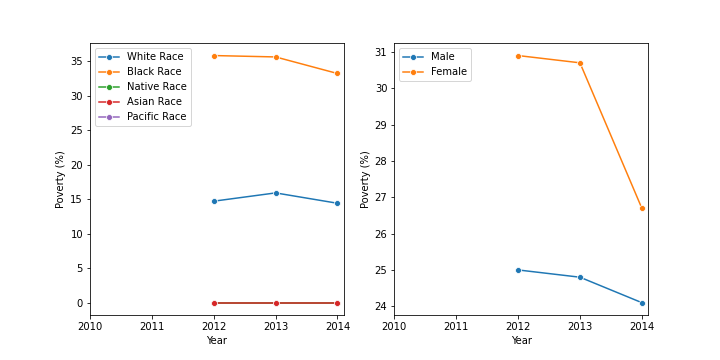 White Race
Black Race
Native Race
Asian Race
Pacific Race
35
30
25
20
15
10
5
0
Poverty (%)
2010 2011 2012 2013 2014
Year
Male
Female
31
30
29
28
27
26
25
24
Poverty (%)
2010 2011 2012 2013 2014
Year